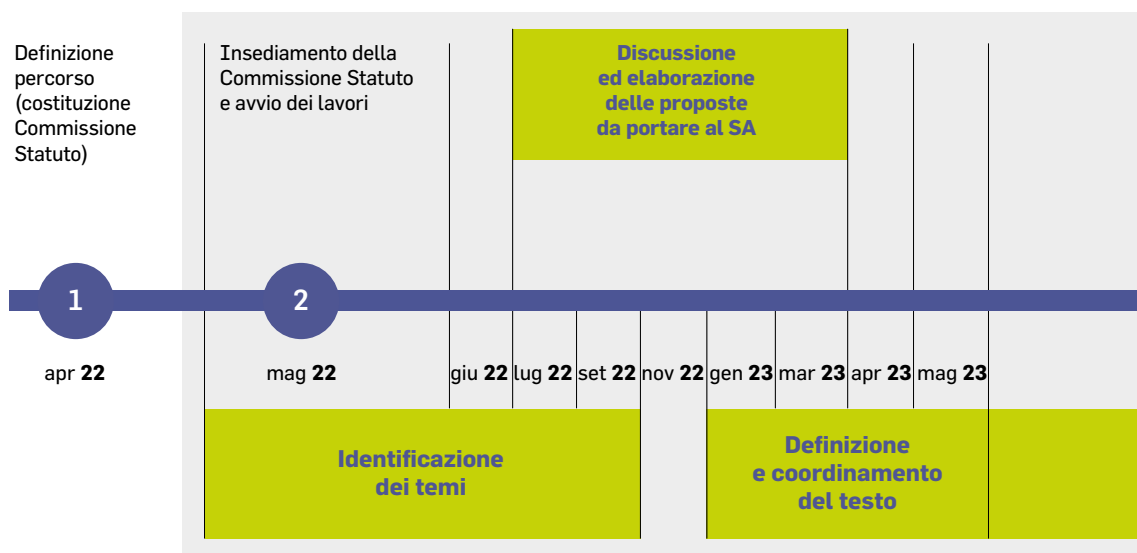 Definizione
percorso
(costituzione
Commissione
Statuto)
Insediamento della
Commissione Statuto
e avvio dei lavori
Discussione
ed elaborazione
delle proposte
da portare al SA
1
2
apr 22
mag 22
giu 22
lug 22
set 22
nov 22
gen 23
mar 23
apr 23
mag 23
Identificazione
dei temi
Definizione
e coordinamento
del testo